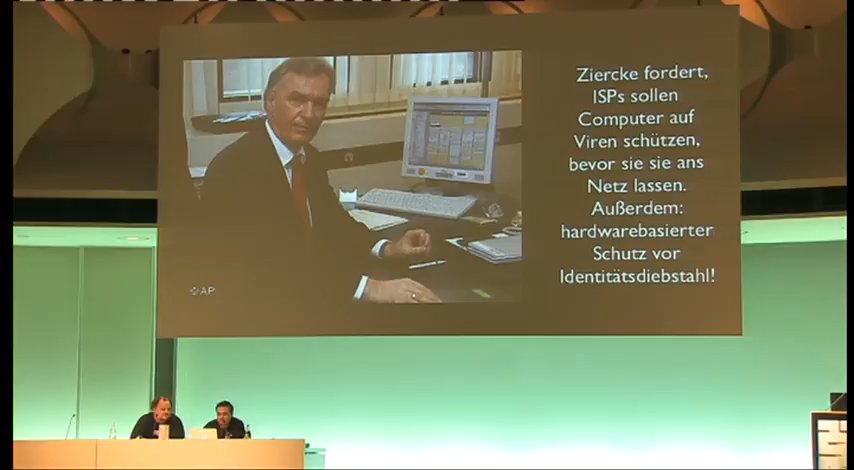 Ziercke fordert,
ISPs sollen
Computer auf
Viren schützen,
bevor sie sie ans
Netz lassen.
Außerdem:
hardwarebasierter
Schutz vor
Identitätsdiebstahl!
AP